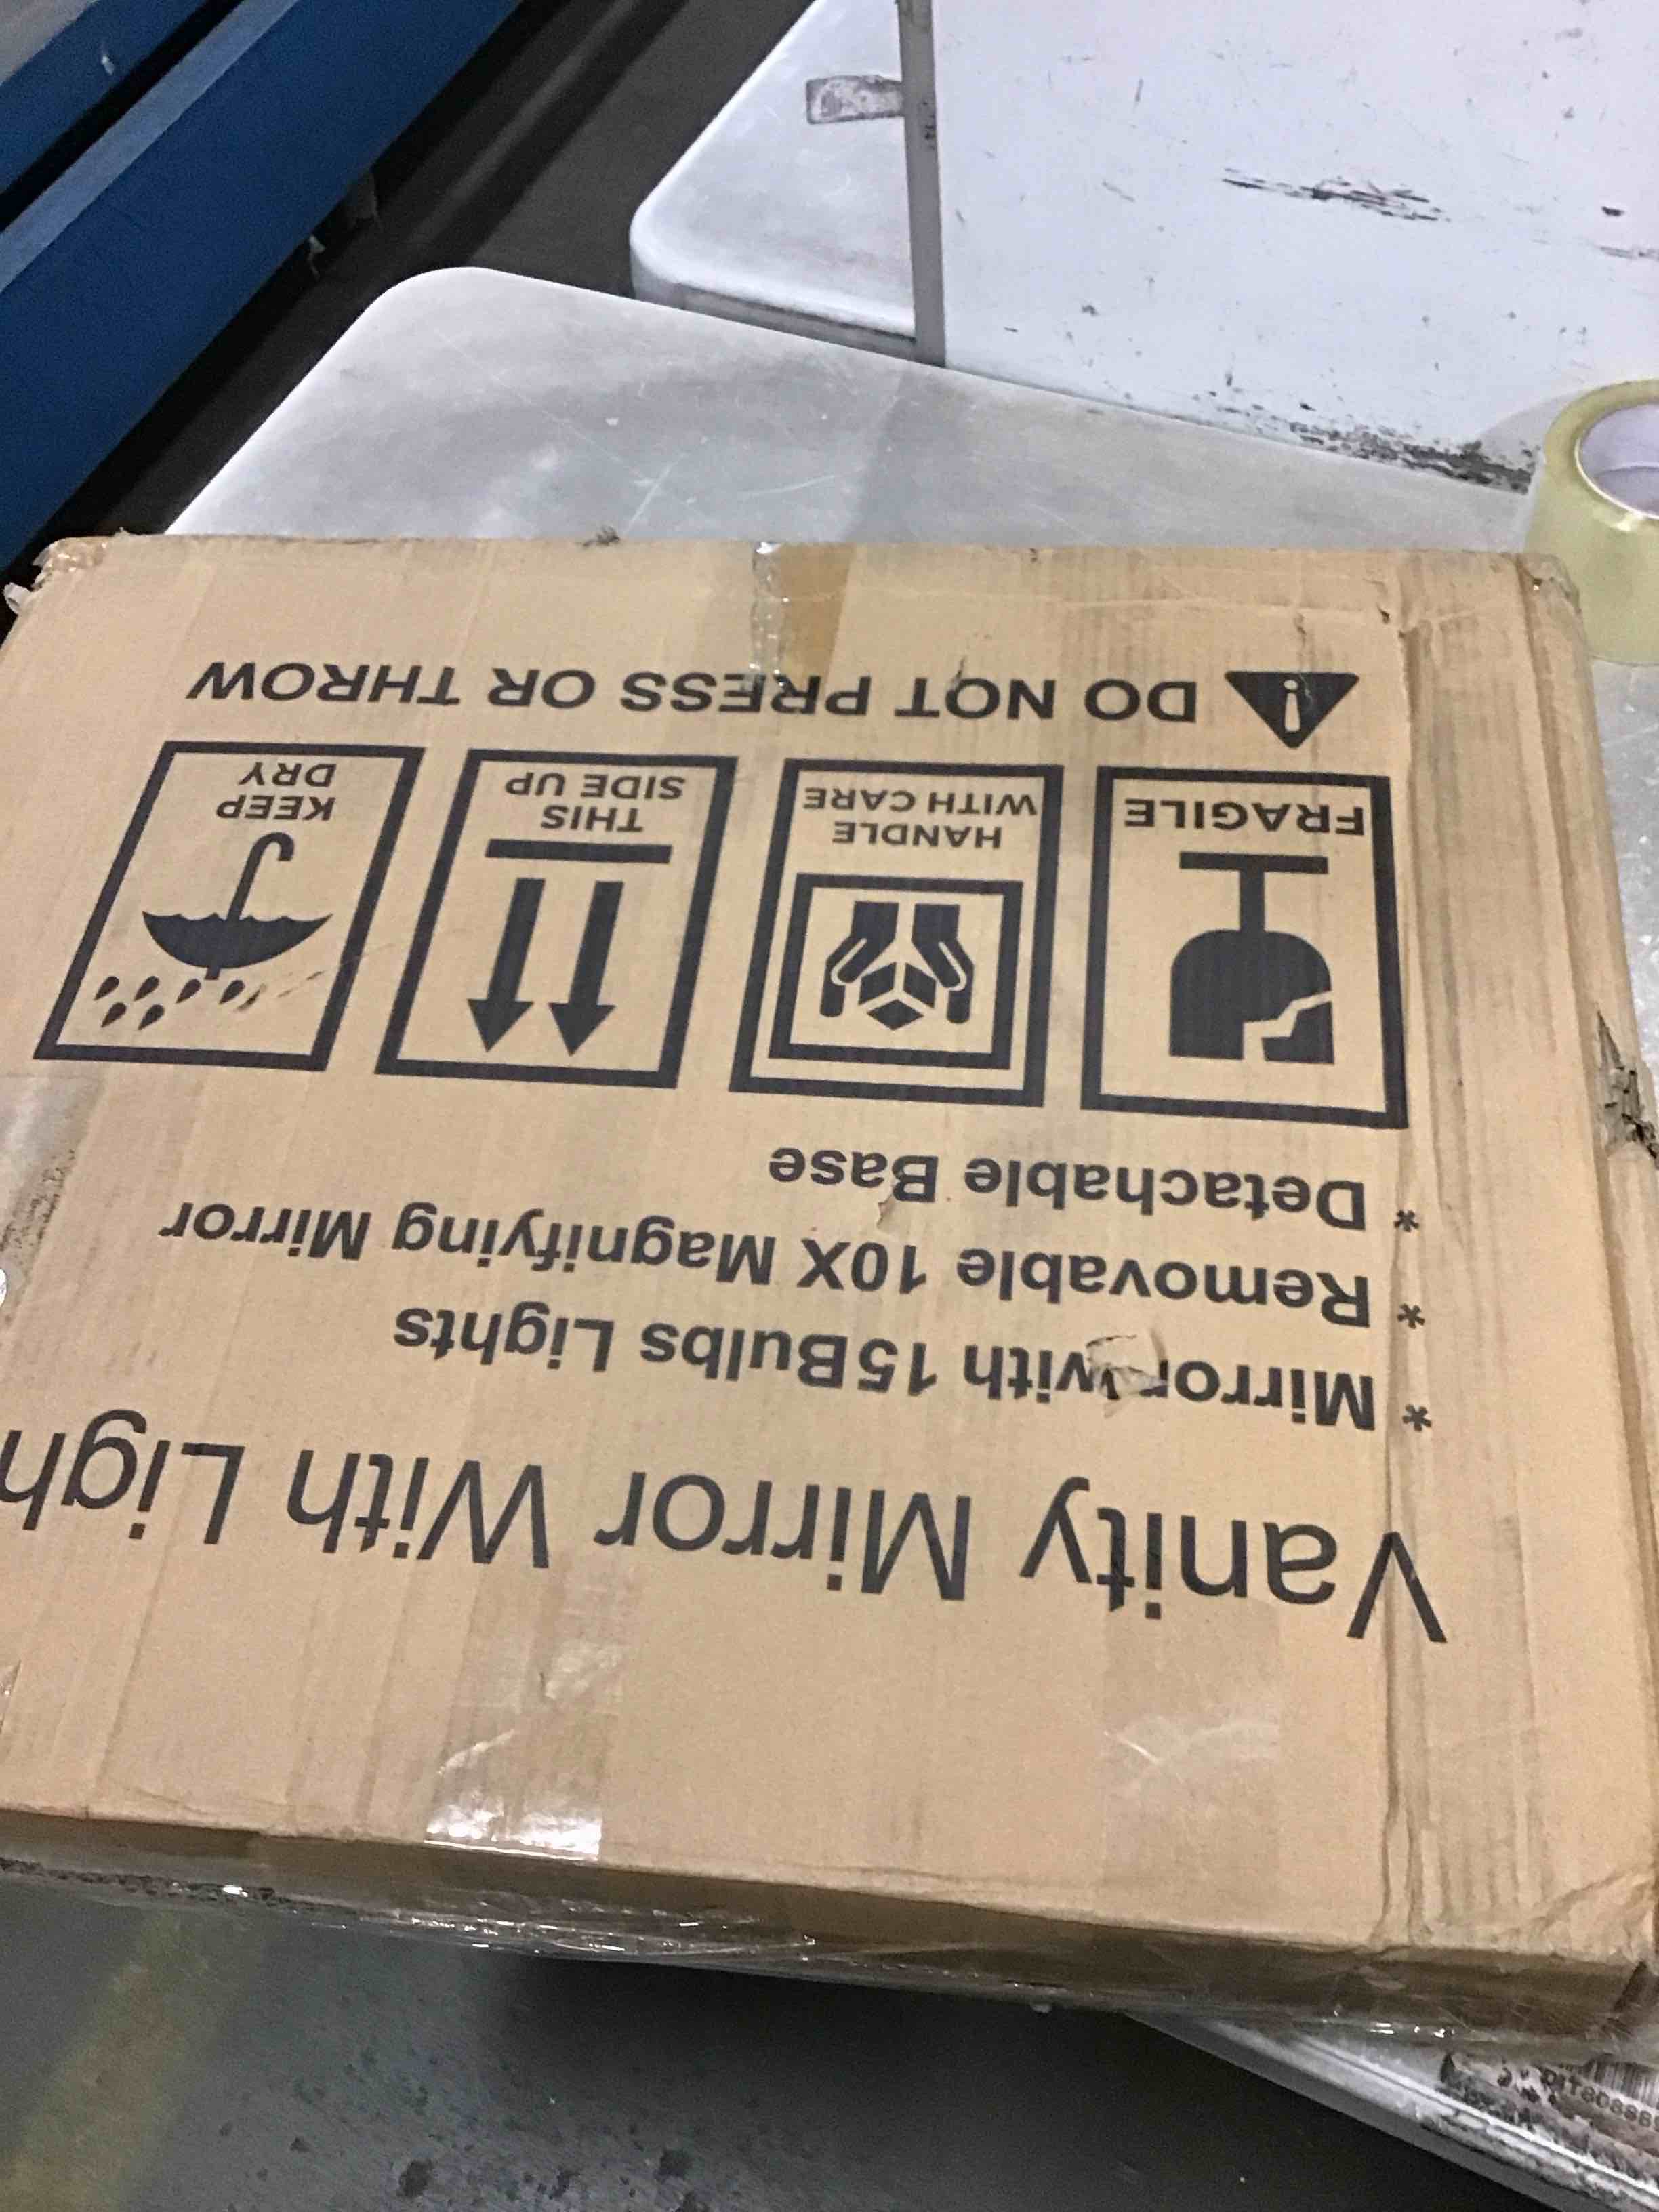 Vanity Mirror With Ligh
* Mirror with 15Bulbs Lights
* Removable 10X Magnifying Mirror
* Detachable Base
FRAGILE
HANDLE
WITH CARE
THIS
SIDE UP
KEEP
DRY
DO NOT PRESS OR THROW